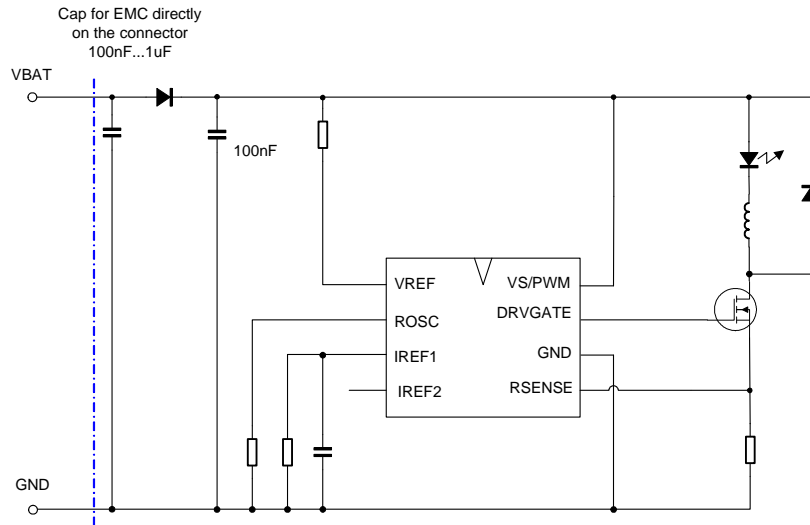 Cap for EMC directly
on the connector
100nF...1uF
VBAT
100nF
VREF
VS/PWM
ROSC
DRVGATE
IREF1
GND
IREF2
RSENSE
GND